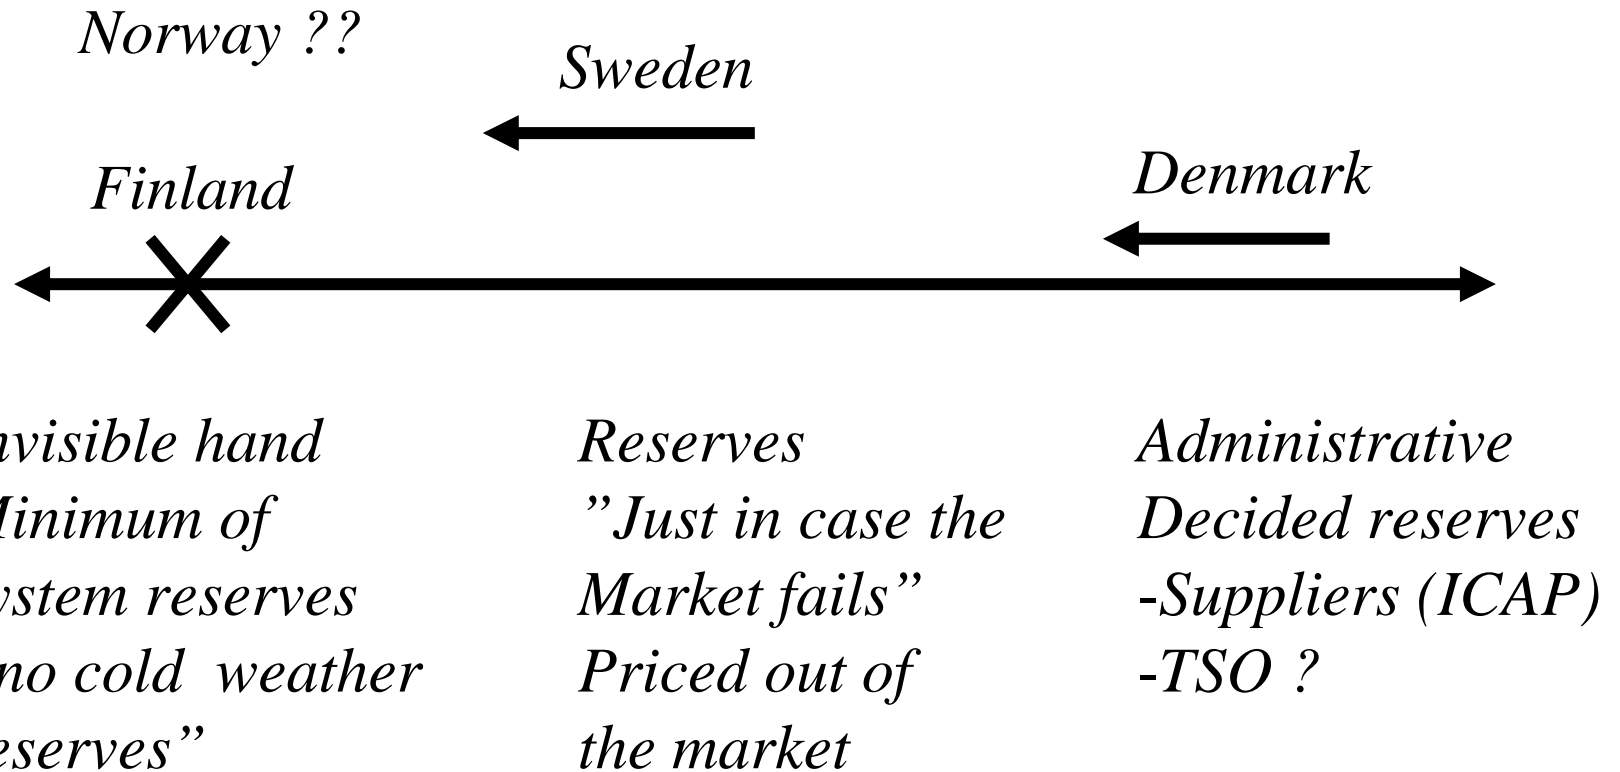 Norway ??
Sweden
Denmark
Finland
nvisible hand
Minimum of
ystem reserves
no cold weather
eserves”
Reserves
”Just in case the
Market fails”
Priced out of
the market
Administrative
Decided reserves
-Suppliers (ICAP)
-TSO ?